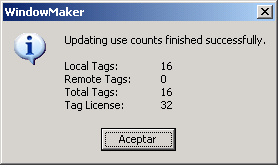 WindowMaker
Updating use counts finished successfully.
Local Tags: 16
Remote Tags: 0
Total Tags: 16
Tag License: 32
Aceptar